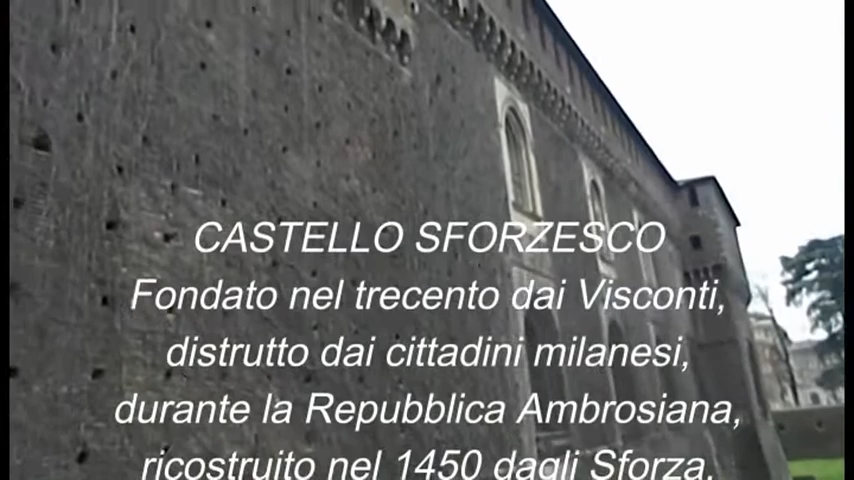 CASTELLO SFORZESCO
Fondato nel trecento dai Visconti,
distrutto dai cittadini milanesi,
durante la Repubblica Ambrosiana,
ricostruito nel 1450 dagli Sforza.